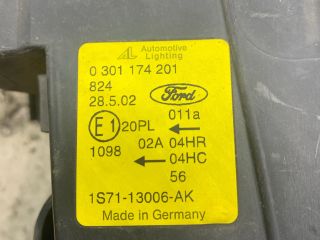 AL Automotive Lighting
0 301 174 201
824
28.5.02 Ford
E1 20PL 011a
1098 02A 04HR
04HC
56
1S71-13006-AK
Made in Germany